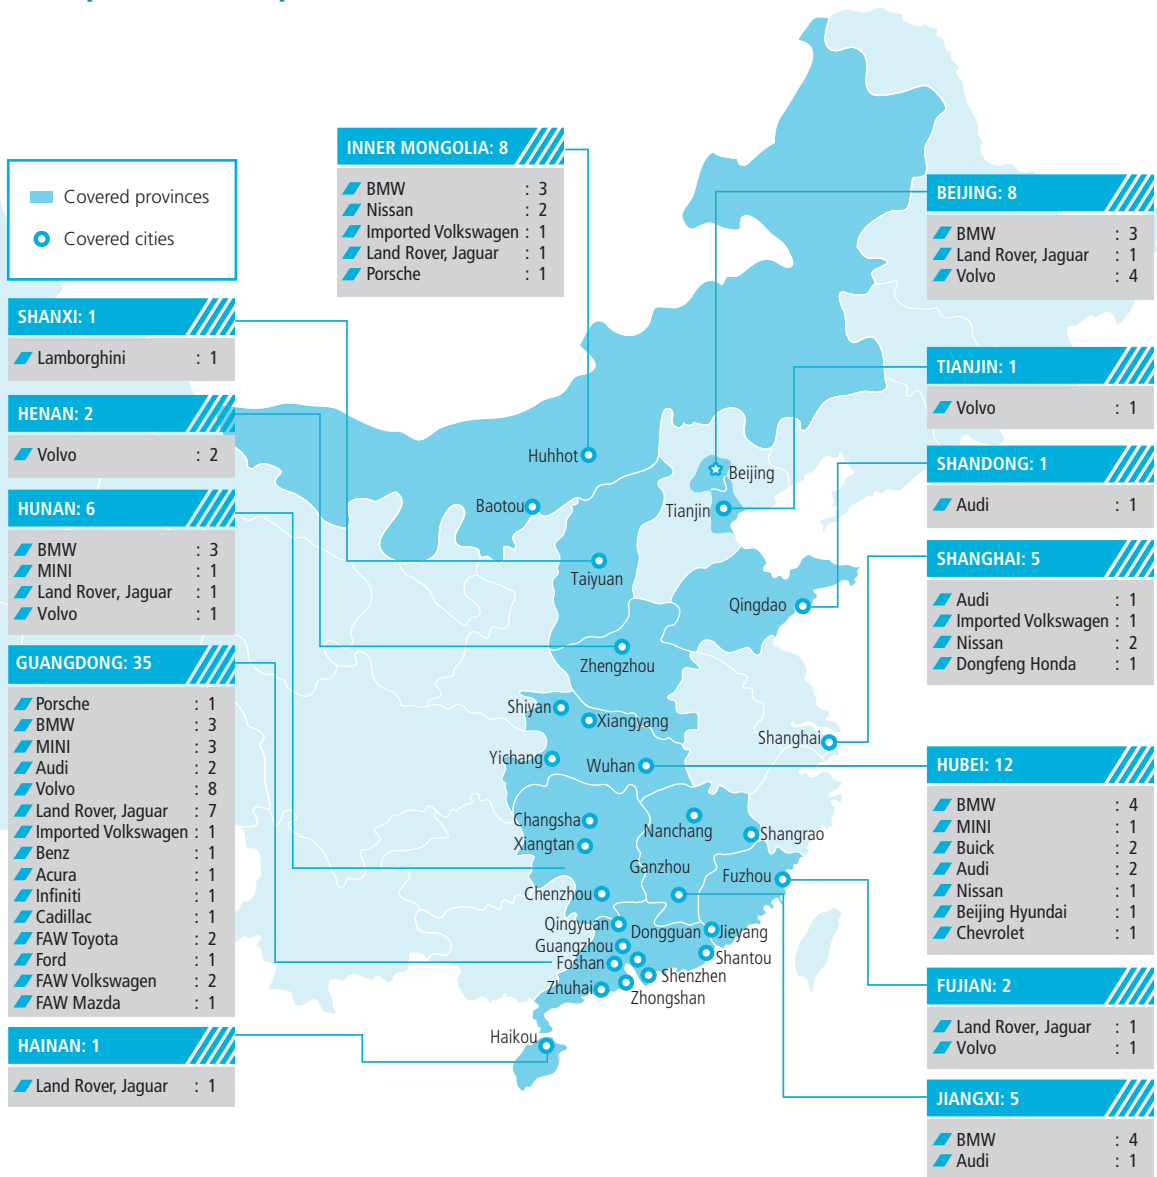 INNER MONGOLIA: 8
BMW : 3
Nissan : 2
Imported Volkswagen : 1
Land Rover, Jaguar : 1
Porsche : 1
Covered provinces
Covered cities
SHANXI: 1
Lamborghini : 1
HENAN: 2
Volvo : 2
HUNAN: 6
BMW : 3
MINI : 1
Land Rover, Jaguar : 1
Volvo : 1
GUANGDONG: 35
Porsche : 1
BMW : 3
MINI : 3
Audi : 2
Volvo : 8
Land Rover, Jaguar : 7
Imported Volkswagen : 1
Benz : 1
Acura : 1
Infiniti : 1
Cadillac : 1
FAW Toyota : 2
Ford : 1
FAW Volkswagen : 2
FAW Mazda : 1
HAINAN: 1
Land Rover, Jaguar : 1
Huhhot
Baotou
Beijing
Tianjin
Taiyuan
Qingdao
Zhengzhou
Shiyan
Xiangyang
Yichang
Wuhan
Shanghai
Changsha
Xiangtan
Nanchang
Shangrao
Ganzhou
Fuzhou
Chenzhou
Qingyuan
Dongguan
Jieyang
Guangzhou
Foshan
Shantou
Shenzhen
Zhuhai
Zhongshan
Haikou
BEIJING: 8
BMW : 3
Land Rover, Jaguar : 1
Volvo : 4
TIANJIN: 1
Volvo : 1
SHANDONG: 1
Audi : 1
SHANGHAI: 5
Audi : 1
Imported Volkswagen : 1
Nissan : 2
Dongfeng Honda : 1
HUBEI: 12
BMW : 4
MINI : 1
Buick : 2
Audi : 2
Nissan : 1
Beijing Hyundai : 1
Chevrolet : 1
FUJIAN: 2
Land Rover, Jaguar : 1
Volvo : 1
JIANGXI: 5
BMW : 4
Audi : 1